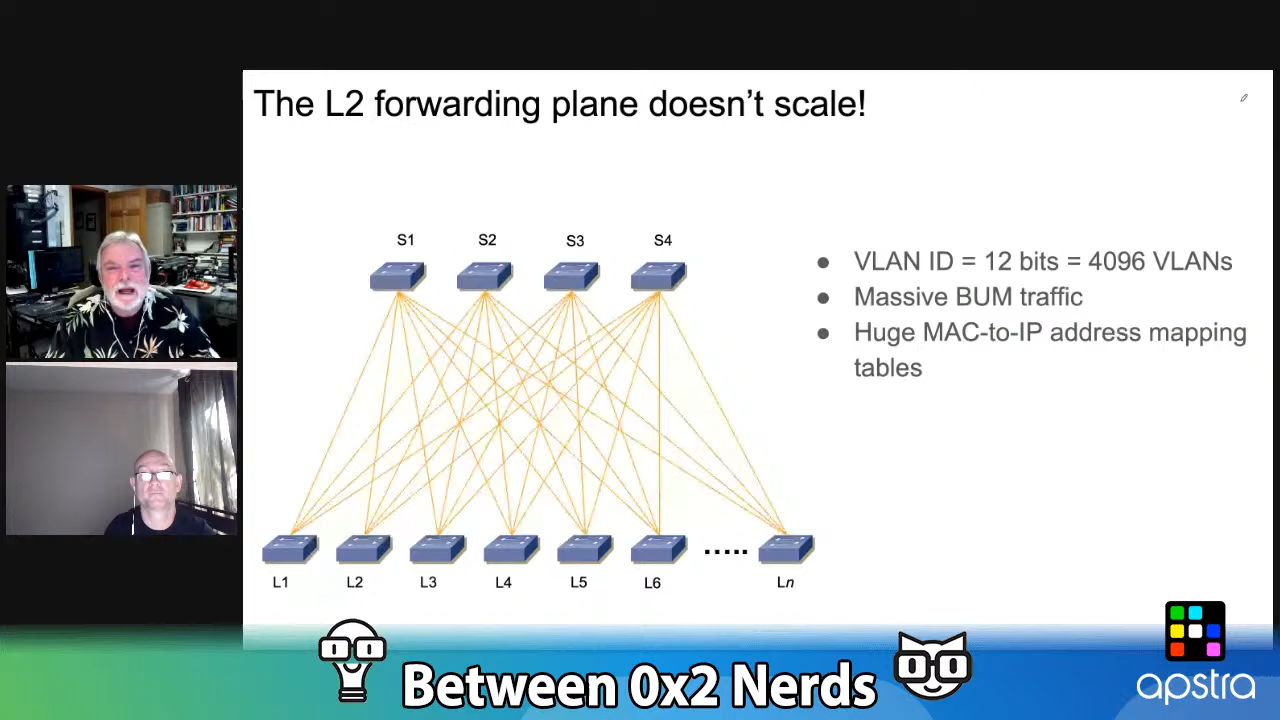 The L2 forwarding plane doesn't scale!
S1 S2 S3 S4
● VLAN ID = 12 bits = 4096 VLANs
● Massive BUM traffic
● Huge MAC-to-IP address mapping
tables
.....
L1 L2 L3 L4 L5 L6 Ln
Between 0x2 Nerds
apstra